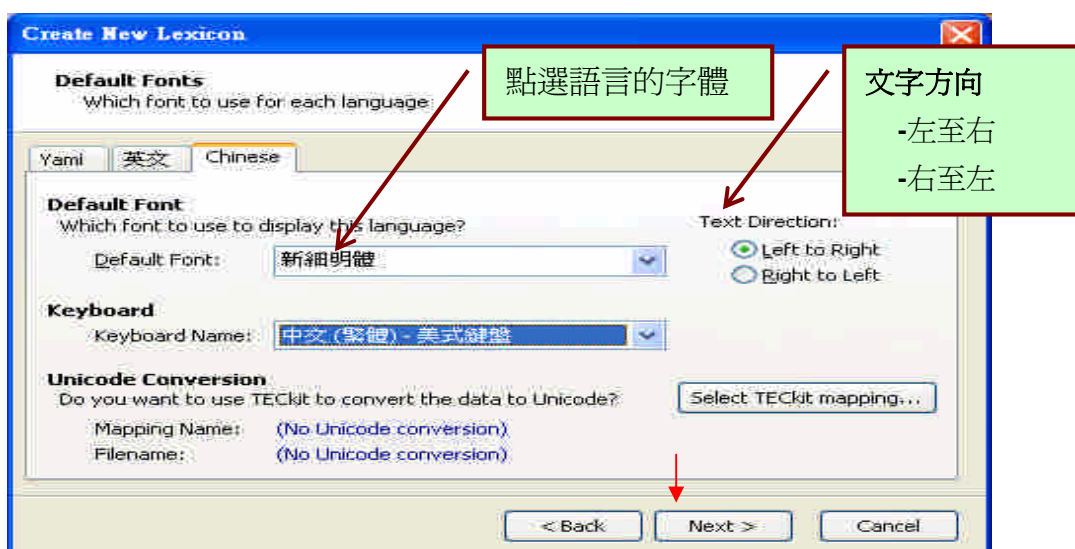 Create New Lexicon
Default Fonts
Which font to use for each language
點選語言的字體
文字方向
-左至右
-右至左
Yami 英文 Chinese
Default Font
Which font to use to display this language?
Default Font: 新細明體
Text Direction:
Left to Right
Right to Left
Keyboard
Keyboard Name: 中文 (繁體) - 美式鍵盤
Unicode Conversion
Do you want to use TECkit to convert the data to Unicode?
Select TECkit mapping...
Mapping Name: (No Unicode conversion)
Filename: (No Unicode conversion)
< Back Next > Cancel